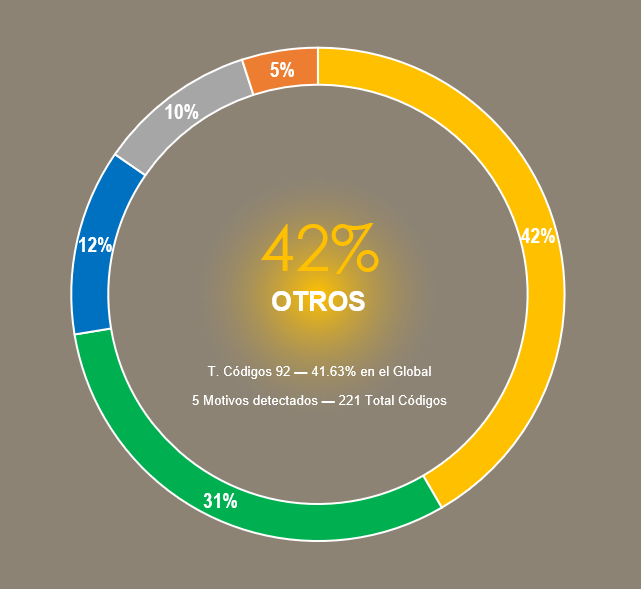 5%
10%
42%
12%
42%
OTROS
T. Códigos 92 — 41.63% en el Global
5 Motivos detectados — 221 Total Códigos
31%